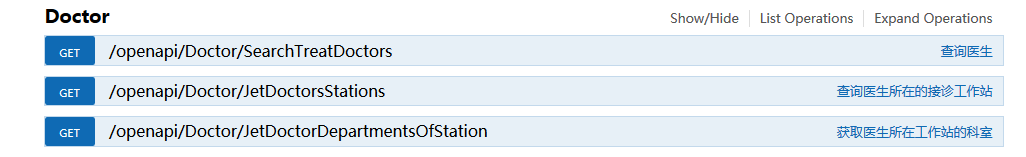 Doctor
Show/Hide | List Operations | Expand Operations
GET /openapi/Doctor/SearchTreatDoctors 查询医生
GET /openapi/Doctor/JetDoctorsStations 查询医生所在的接诊工作站
GET /openapi/Doctor/JetDoctorDepartmentsOfStation 获取医生所在工作站的科室